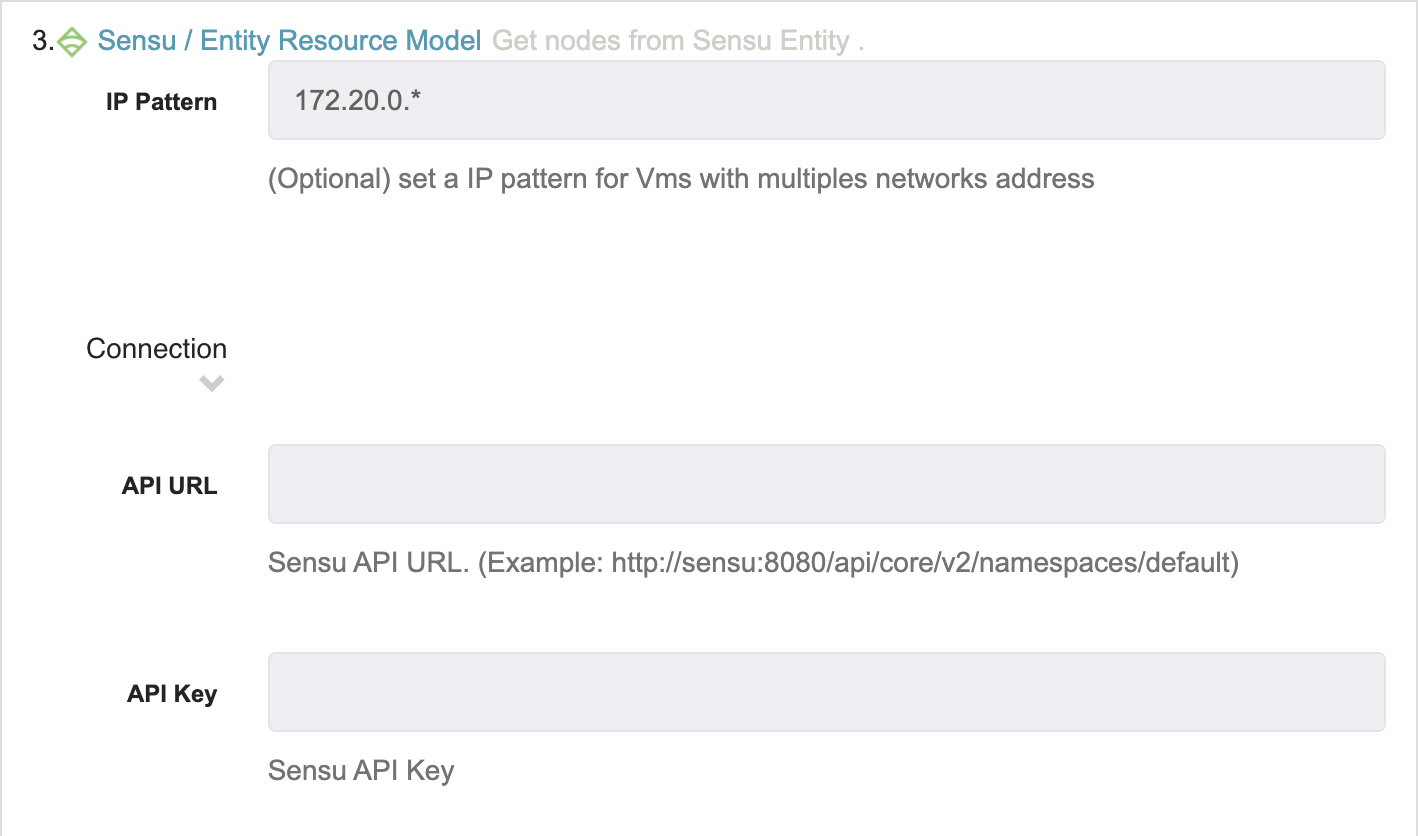 3. Sensu / Entity Resource Model Get nodes from Sensu Entity .
IP Pattern 172.20.0.*
(Optional) set a IP pattern for Vms with multiples networks address
Connection
API URL
Sensu API URL. (Example: http://sensu:8080/api/core/v2/namespaces/default)
API Key
Sensu API Key